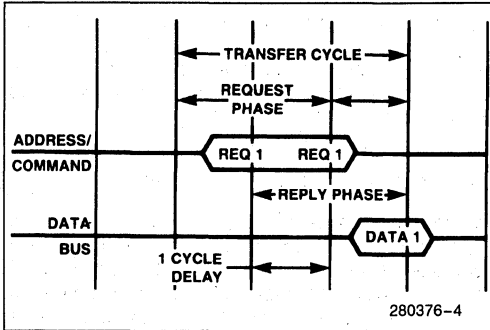 TRANSFER CYCLE
REQUEST
PHASE
ADDRESS/
COMMAND
REQ 1 REQ 1
REPLY PHASE
DATA
BUS
DATA 1
1 CYCLE
DELAY
280376-4